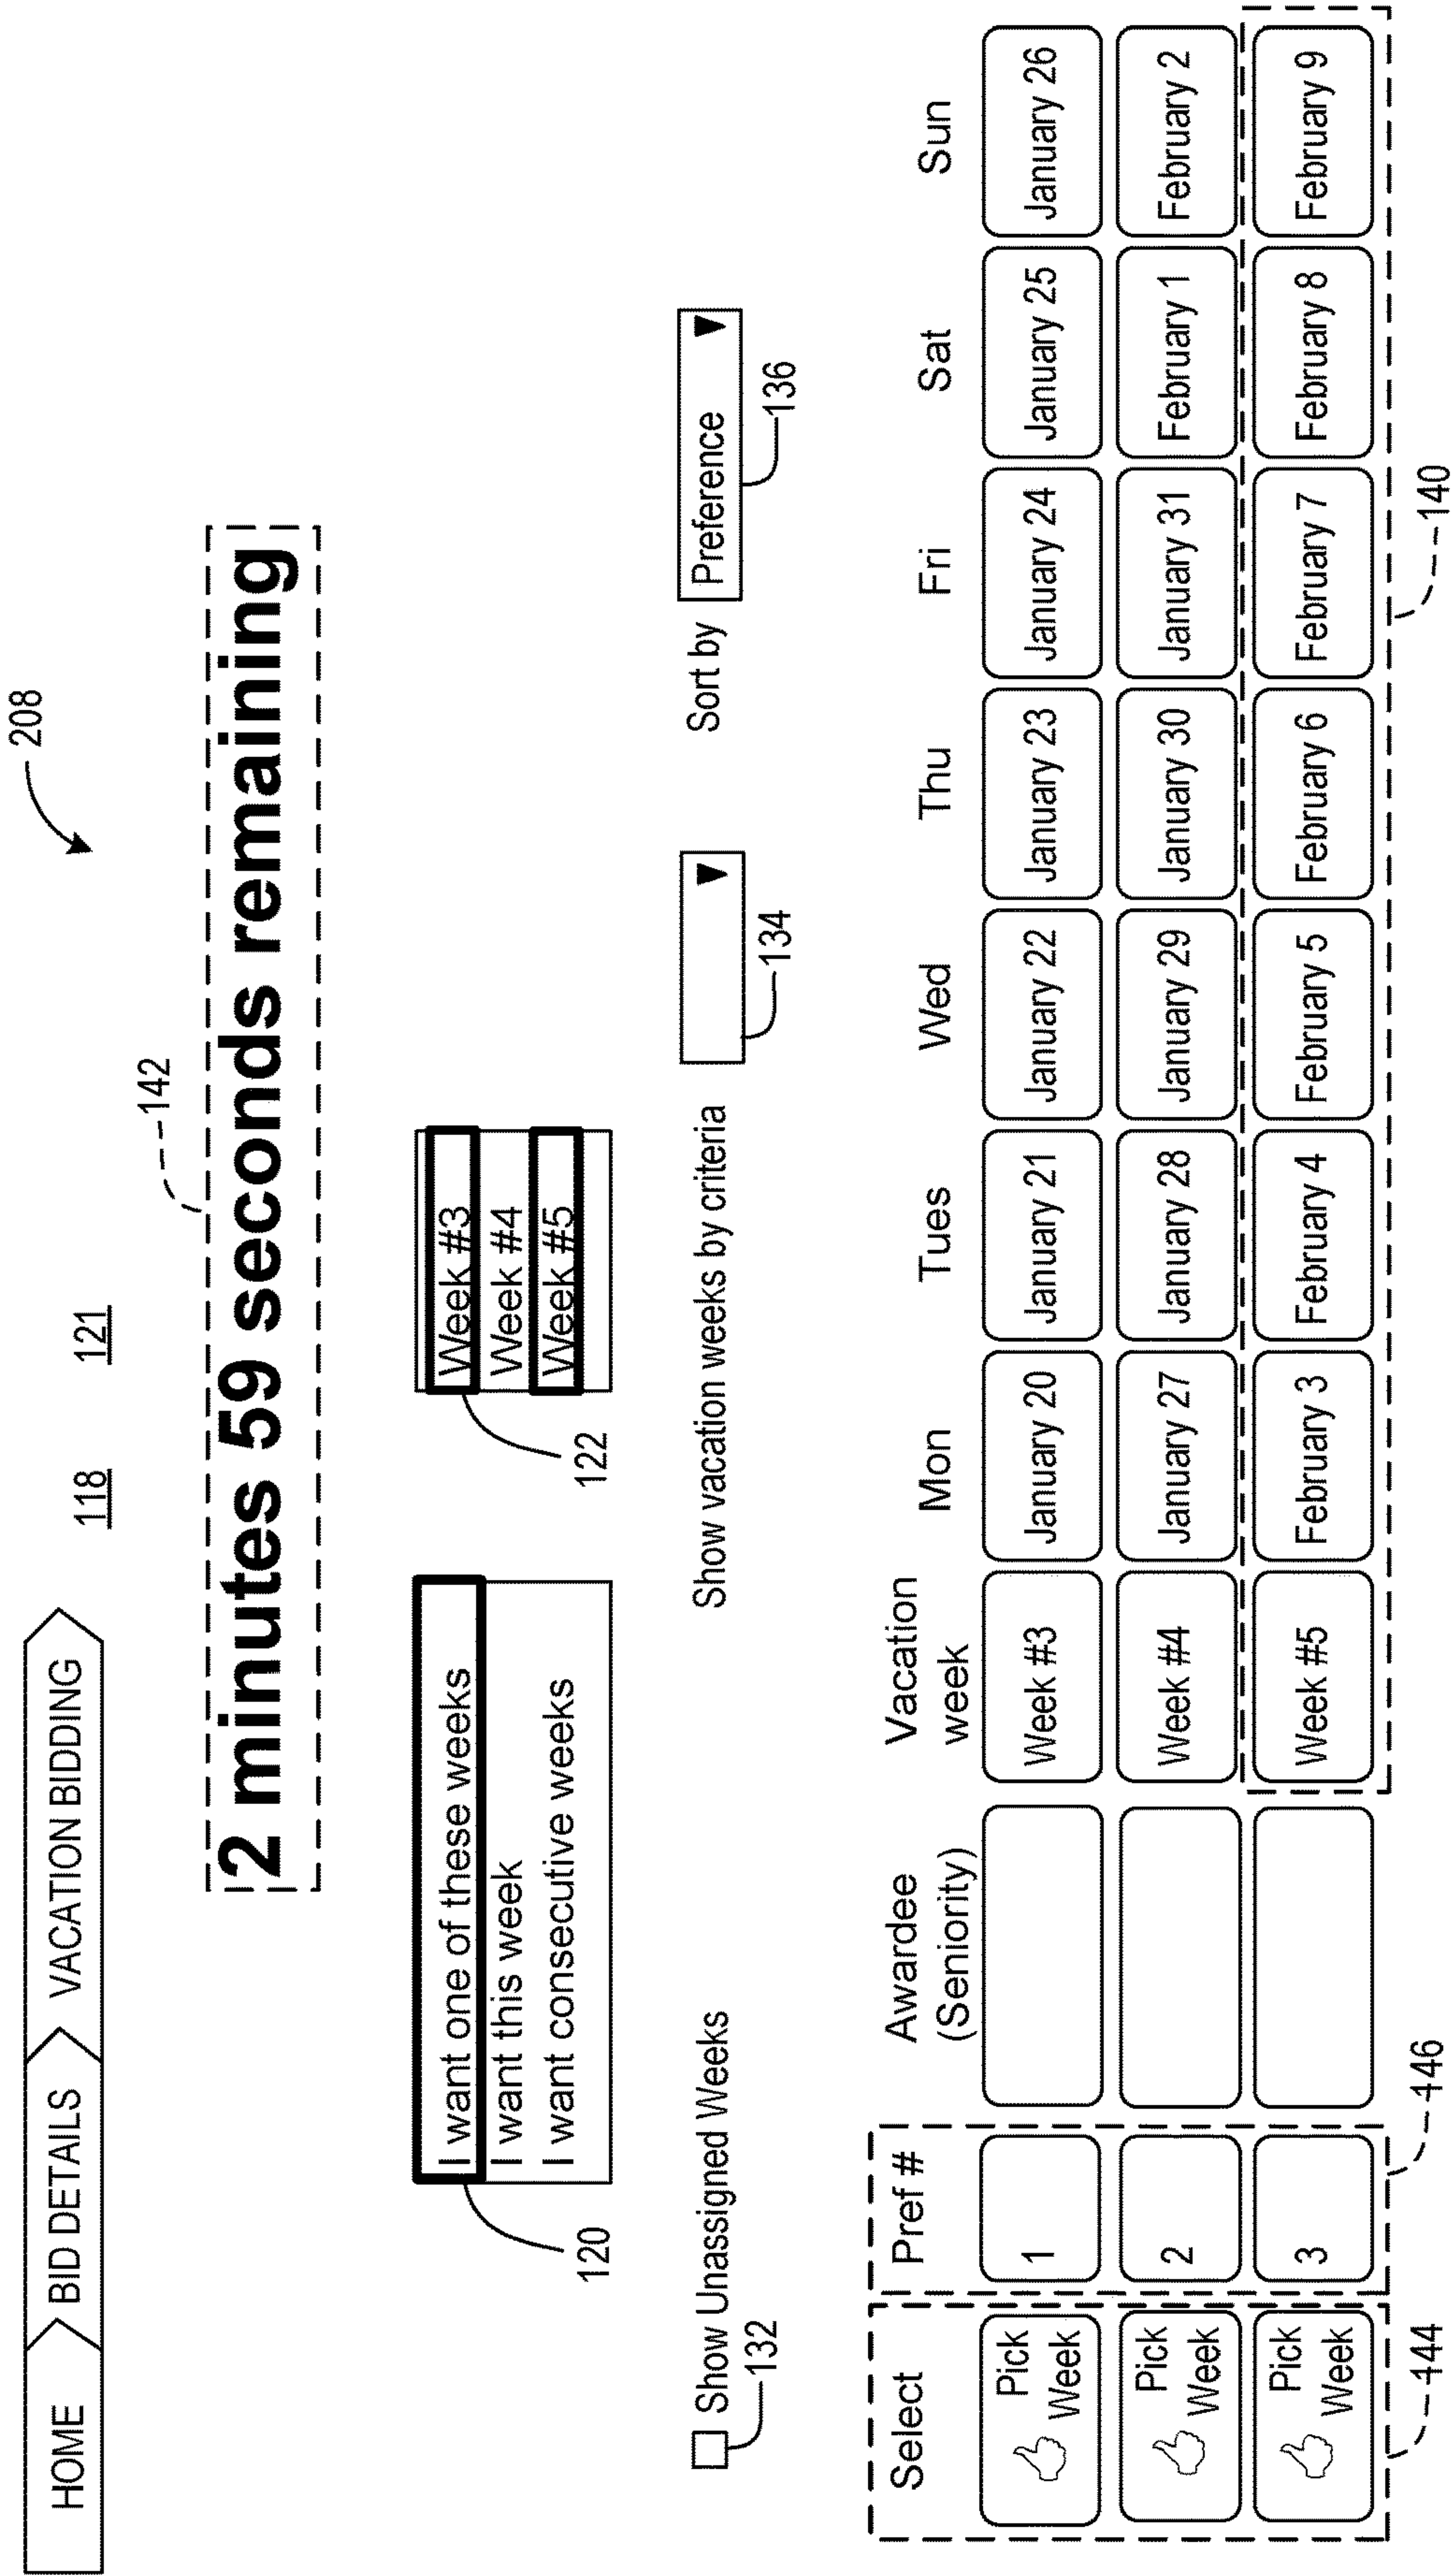 208
HOME BID DETAILS VACATION BIDDING 118 121
142
2 minutes 59 seconds remaining
I want one of these weeks
I want this week
I want consecutive weeks
120
Week #3
Week #4
Week #5
122
Show Unassigned Weeks
132
Show vacation weeks by criteria
134
Sort by Preference
136
Select Pref # Awardee (Seniority) Vacation week Mon Tues Wed Thu Fri Sat Sun
Pick Week 1 Week #3 January 20 January 21 January 22 January 23 January 24 January 25 January 26
Pick Week 2 Week #4 January 27 January 28 January 29 January 30 January 31 February 1 February 2
Pick Week 3 Week #5 February 3 February 4 February 5 February 6 February 7 February 8 February 9
144 146 140